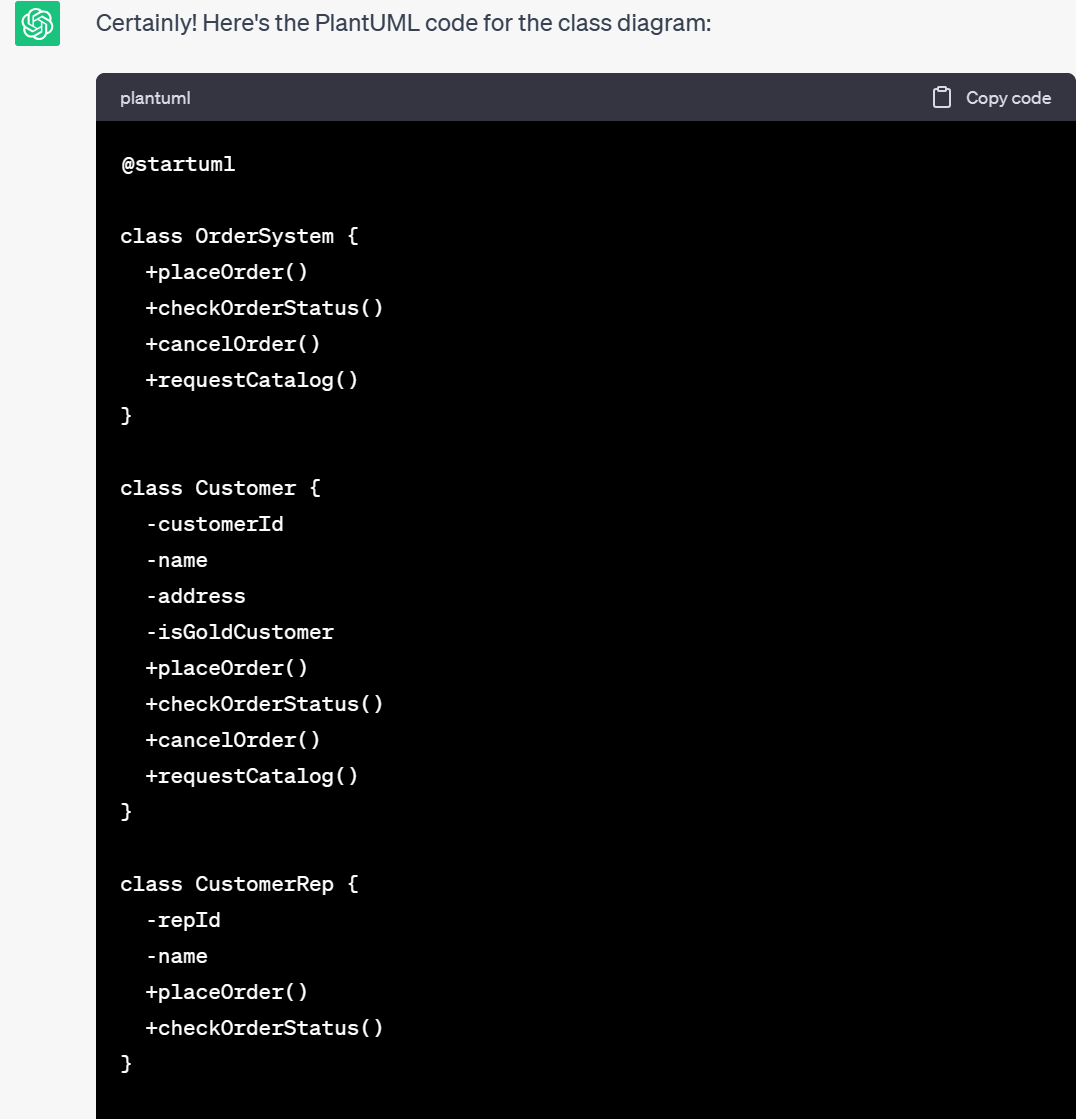 Certainly! Here's the PlantUML code for the class diagram:
plantuml
Copy code
@startuml
class OrderSystem {
+placeOrder()
+checkOrderStatus()
+cancelOrder()
+requestCatalog()
}
class Customer {
-customerId
-name
-address
-isGoldCustomer
+placeOrder()
+checkOrderStatus()
+cancelOrder()
+requestCatalog()
}
class CustomerRep {
-repId
-name
+placeOrder()
+checkOrderStatus()
}